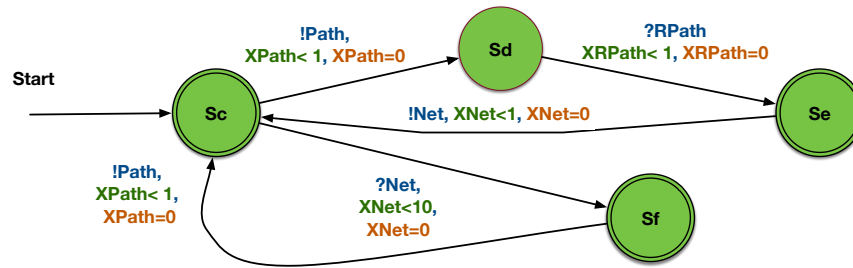 !Path,
XPath< 1, XPath=0
Sd
?RPath
XRPath< 1, XRPath=0
Start
Sc
!Net, XNet<1, XNet=0
Se
!Path,
XPath< 1,
XPath=0
?Net,
XNet<10,
XNet=0
Sf